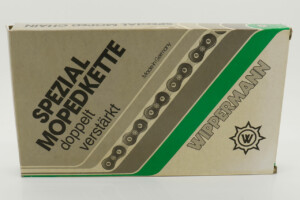 SPEZIAL
MOPEDKETTE
doppelt
verstärkt
WIPPERMANN
W